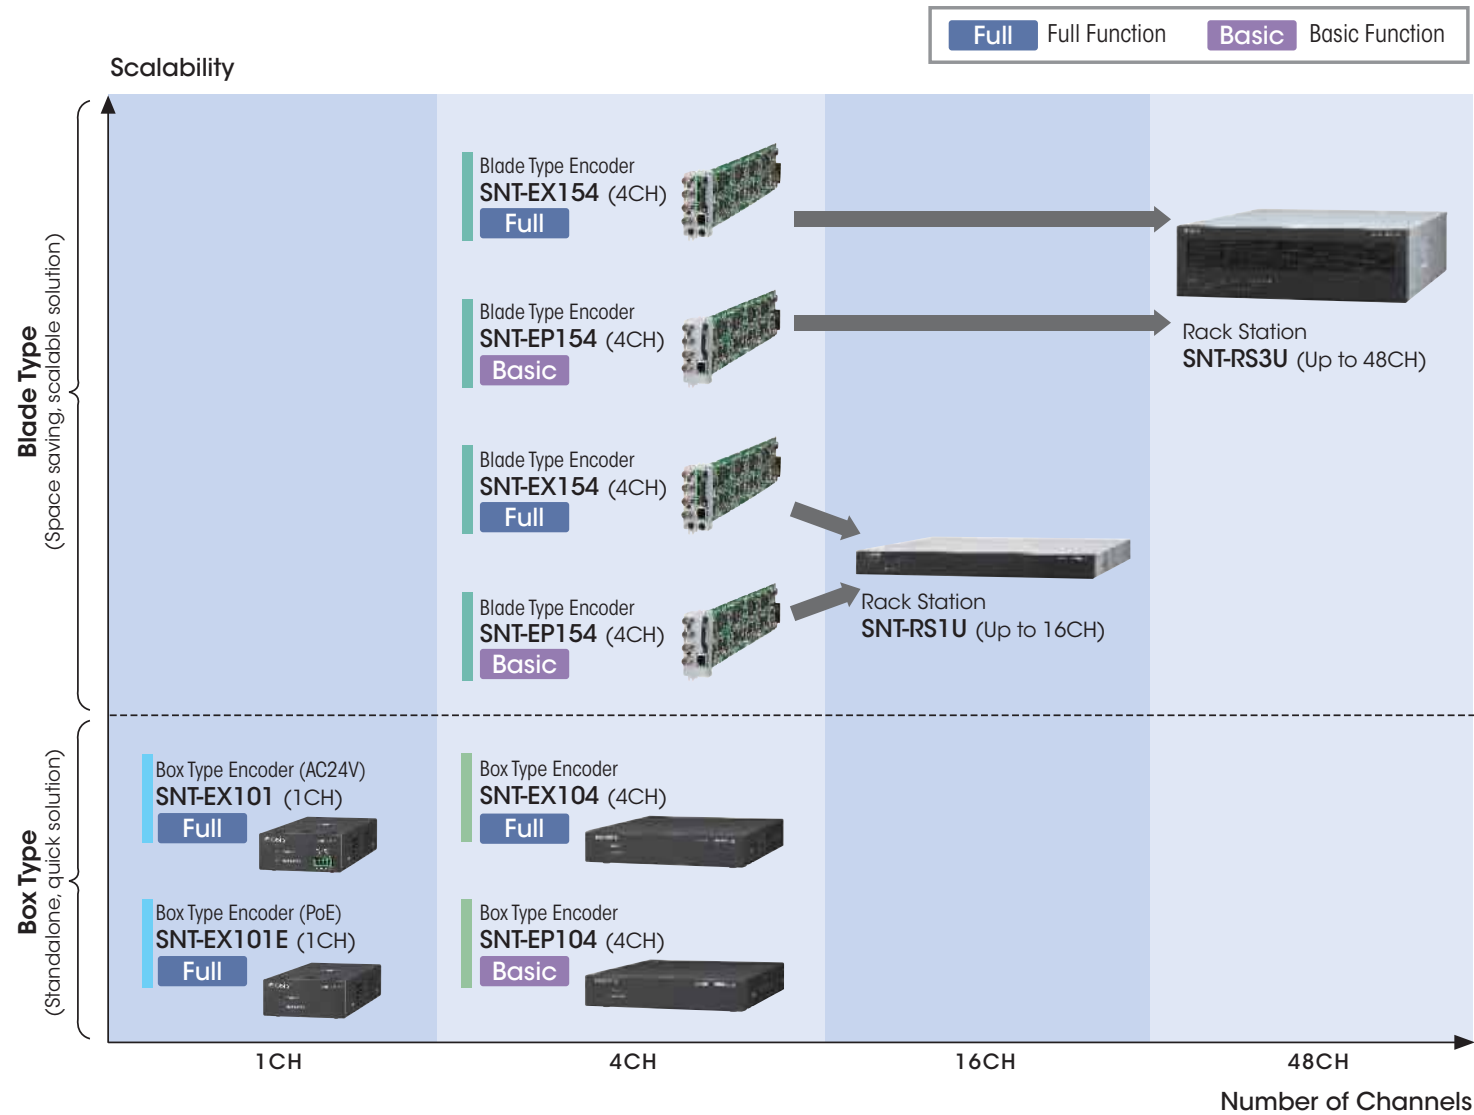 Full Full Function Basic Basic Function
Scalability
Blade Type
(Space saving, scalable solution)
Blade Type Encoder
SNT-EX154 (4CH)
Full
Blade Type Encoder
SNT-EP154 (4CH)
Basic
Rack Station
SNT-RS3U (Up to 48CH)
Blade Type Encoder
SNT-EX154 (4CH)
Full
Blade Type Encoder
SNT-EP154 (4CH)
Basic
Rack Station
SNT-RS1U (Up to 16CH)
Box Type
(Standalone, quick solution)
Box Type Encoder (AC24V)
SNT-EX101 (1CH)
Full
Box Type Encoder
SNT-EX104 (4CH)
Full
Box Type Encoder (PoE)
SNT-EX101E (1CH)
Full
Box Type Encoder
SNT-EP104 (4CH)
Basic
1CH 4CH 16CH 48CH
Number of Channels